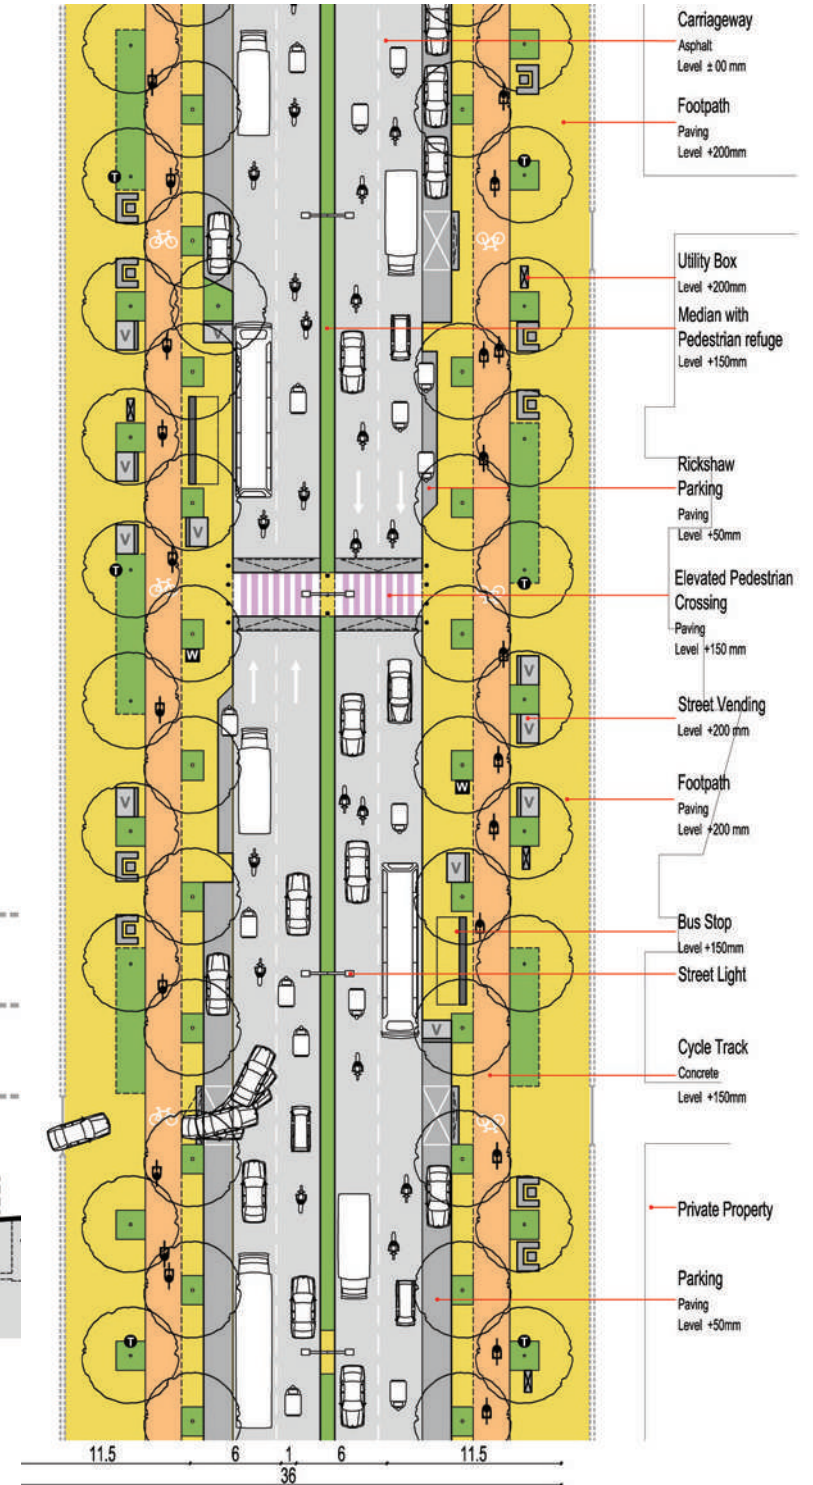 Carriageway
Asphalt
Level ± 00 mm
Footpath
Paving
Level +200mm
T
T
Utility Box
Level +200mm
Median with
Pedestrian refuge
Level +150mm
V
V
V
Rickshaw
Parking
Paving
Level +50mm
V
V
T
T
Elevated Pedestrian
Crossing
Paving
Level +150 mm
W
V
Street Vending
Level +200 mm
V
W
V
V
Footpath
Paving
Level +200 mm
V
Bus Stop
Level +150mm
Street Light
V
Cycle Track
Concrete
Level +150mm
Private Property
Parking
Paving
Level +50mm
T
T
11.5 6 1 6 11.5
36